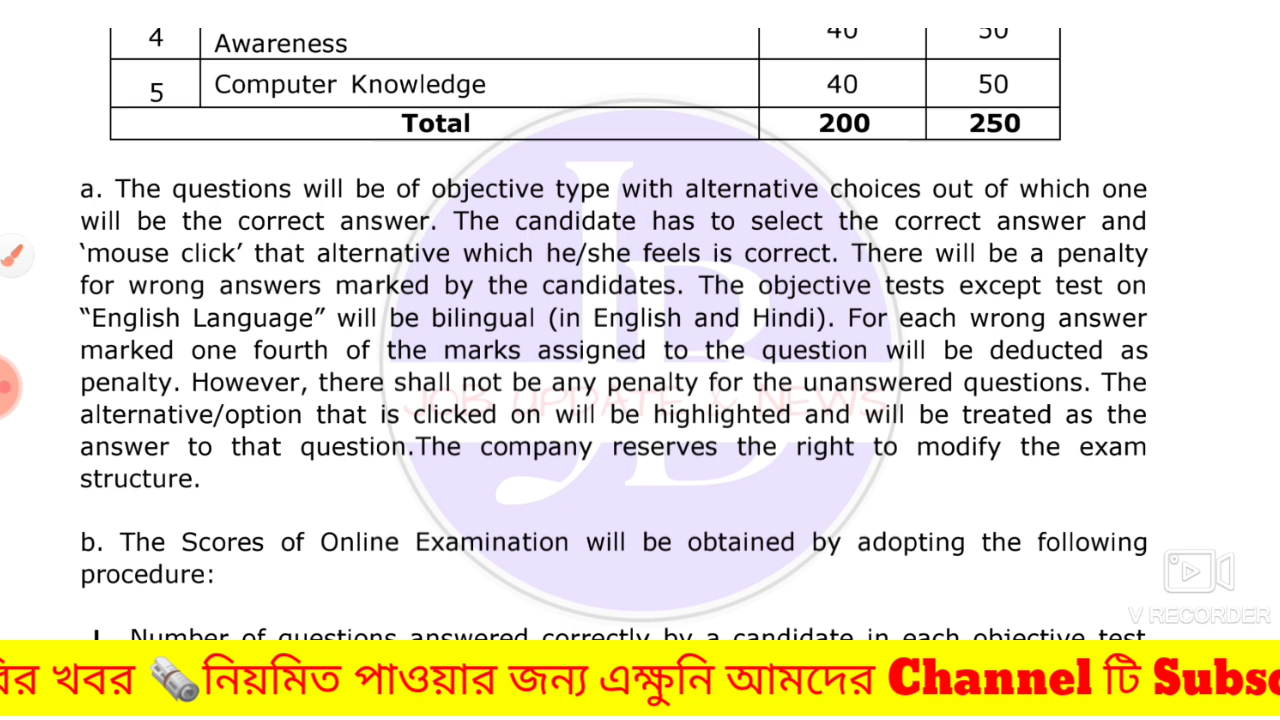 4 Awareness 40 50
5 Computer Knowledge 40 50
Total 200 250
a. The questions will be of objective type with alternative choices out of which one
will be the correct answer. The candidate has to select the correct answer and
‘mouse click’ that alternative which he/she feels is correct. There will be a penalty
for wrong answers marked by the candidates. The objective tests except test on
“English Language” will be bilingual (in English and Hindi). For each wrong answer
marked one fourth of the marks assigned to the question will be deducted as
penalty. However, there shall not be any penalty for the unanswered questions. The
alternative/option that is clicked on will be highlighted and will be treated as the
answer to that question.The company reserves the right to modify the exam
structure.
JB
JOB UPDATE & NEWS
b. The Scores of Online Examination will be obtained by adopting the following
procedure:
V RECORDER
I. Number of questions answered correctly by a candidate in each objective test
খবর নিয়মিত পাওয়ার জন্য এক্ষুনি আমদের Channel টি